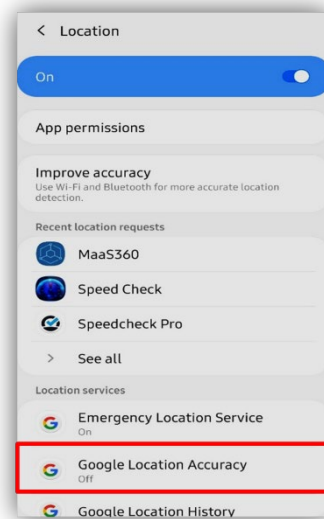 < Location
On
App permissions
Improve accuracy
Use Wi-Fi and Bluetooth for more accurate location
detection.
Recent location requests
MaaS360
Speed Check
Speedcheck Pro
> See all
Location services
Emergency Location Service
On
Google Location Accuracy
Off
Google Location History